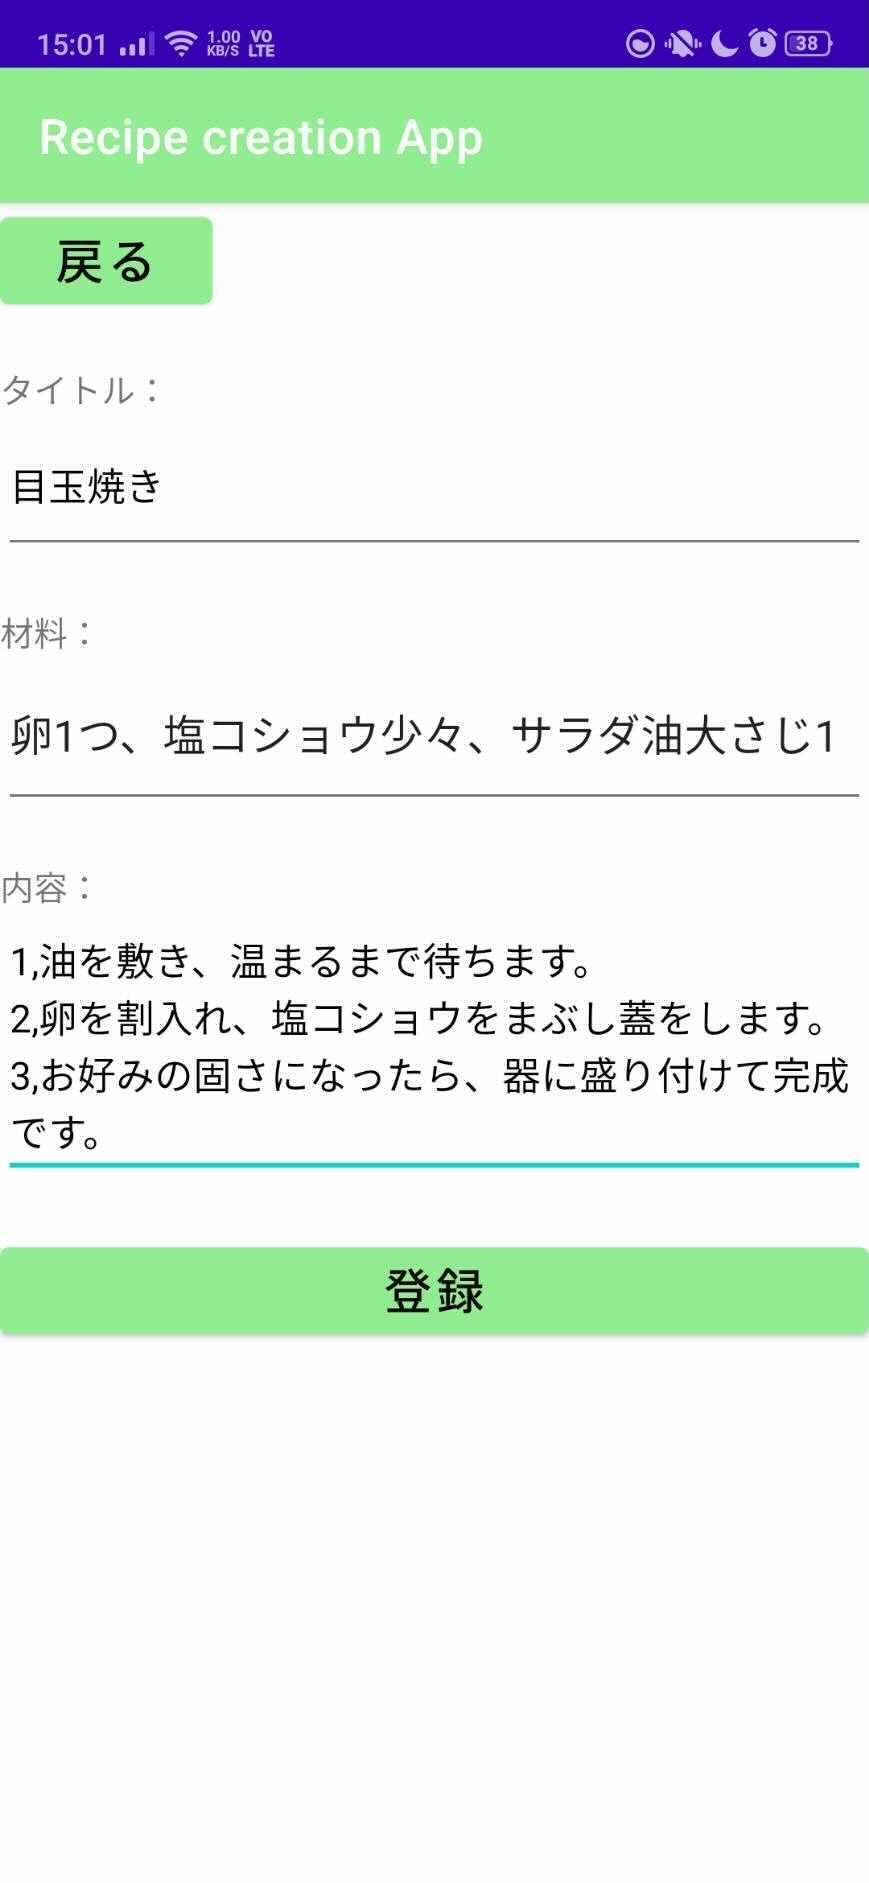 15:01 1.00 KB/S VO LTE 38
Recipe creation App
戻る
タイトル：
目玉焼き
材料：
卵1つ、塩コショウ少々、サラダ油大さじ1
内容：
1,油を敷き、温まるまで待ちます。
2,卵を割入れ、塩コショウをまぶし蓋をします。
3,お好みの固さになったら、器に盛り付けて完成
です。
登録